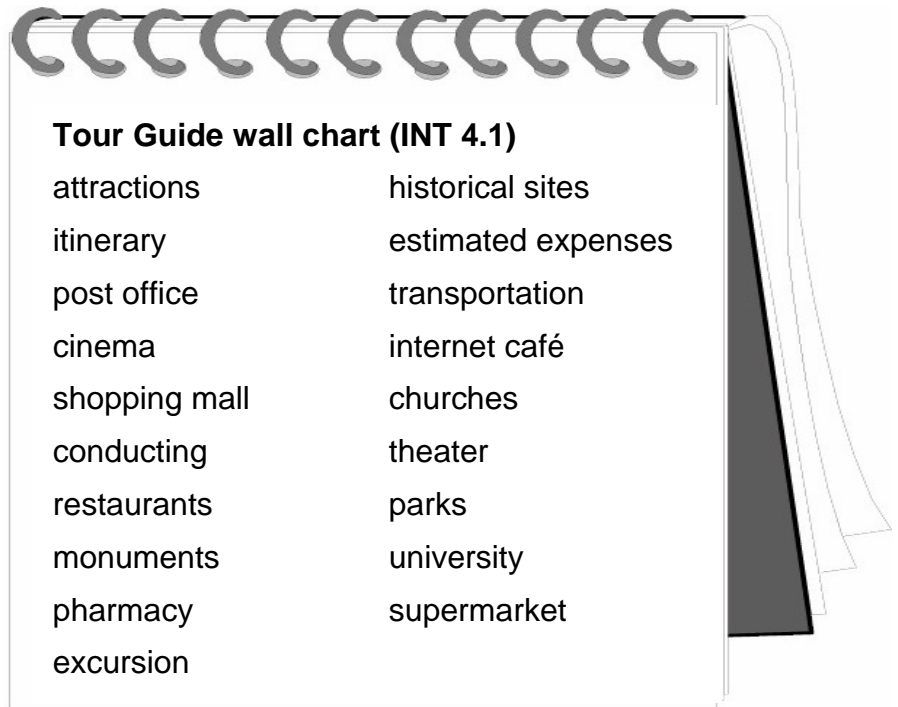 Tour Guide wall chart (INT 4.1)
attractions
itinerary
post office
cinema
shopping mall
conducting
restaurants
monuments
pharmacy
excursion
historical sites
estimated expenses
transportation
internet café
churches
theater
parks
university
supermarket